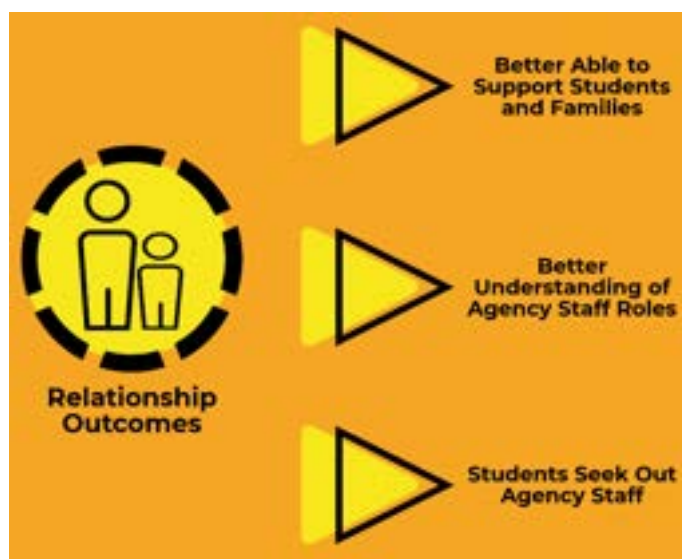 Better Able to
Support Students
and Families
Better
Understanding of
Agency Staff Roles
Relationship
Outcomes
Students Seek Out
Agency Staff